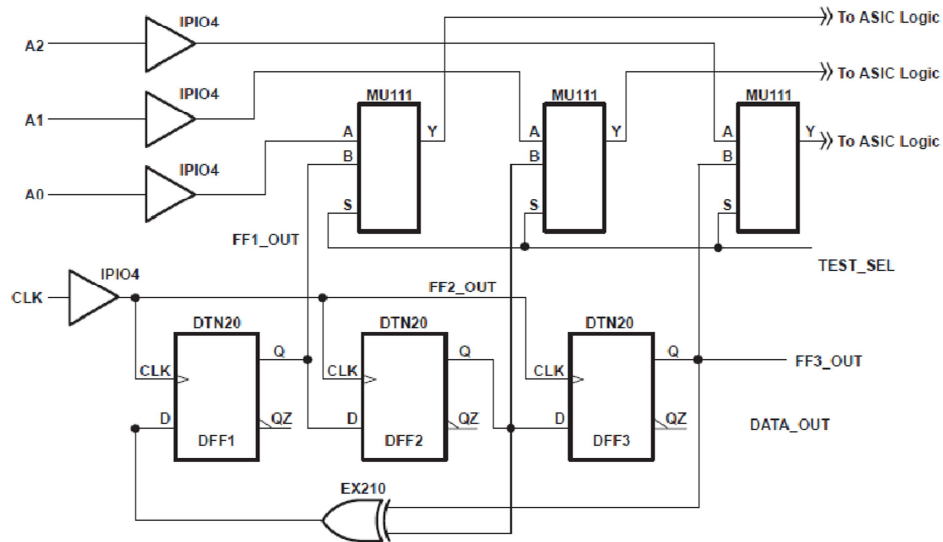 IPIO4
To ASIC Logic
A2
IPIO4
To ASIC Logic
MU111
MU111
MU111
A1
A
Y
A
Y
A
Y
To ASIC Logic
B
B
B
IPIO4
A0
S
S
S
FF1_OUT
TEST_SEL
IPIO4
CLK
FF2_OUT
DTN20
DTN20
DTN20
Q
Q
Q
FF3_OUT
CLK
CLK
CLK
D
QZ
D
QZ
D
QZ
DATA_OUT
DFF1
DFF2
DFF3
EX210